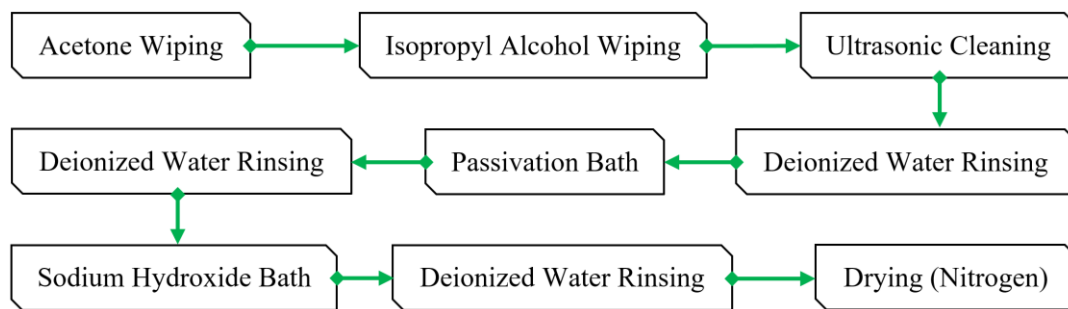 Acetone Wiping
Isopropyl Alcohol Wiping
Ultrasonic Cleaning
Deionized Water Rinsing
Passivation Bath
Deionized Water Rinsing
Sodium Hydroxide Bath
Deionized Water Rinsing
Drying (Nitrogen)